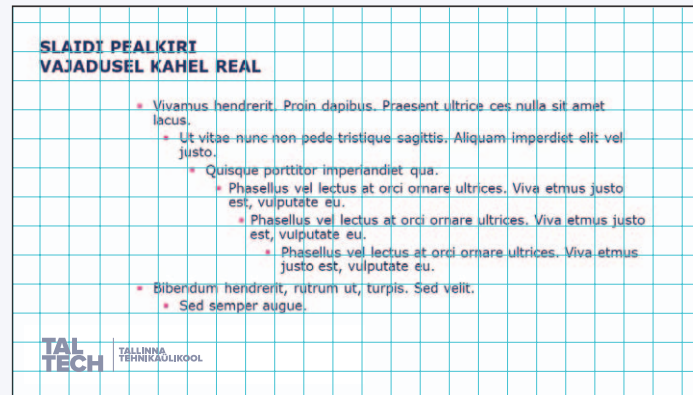 SLAIDI PEALKIRI
VAJADUSEL KAHEL REAL
• Vivamus hendrerit. Proin dapibus. Praesent ultrice ces nulla sit amet
lacus.
• Ut vitae nunc non pede tristique sagittis. Aliquam imperdiet elit vel
justo.
• Quisque porttitor imperiandiet qua.
• Phasellus vel lectus at orci ornare ultrices. Viva etmus justo
est, vulputate eu.
• Phasellus vel lectus at orci ornare ultrices. Viva etmus justo
est, vulputate eu.
• Phasellus vel lectus at orci ornare ultrices. Viva etmus
justo est, vulputate eu.
• Bibendum hendrerit, rutrum ut, turpis. Sed velit.
• Sed semper augue.
TAL
TECH
TALLINNA
TEHNIKAÜLIKOOL